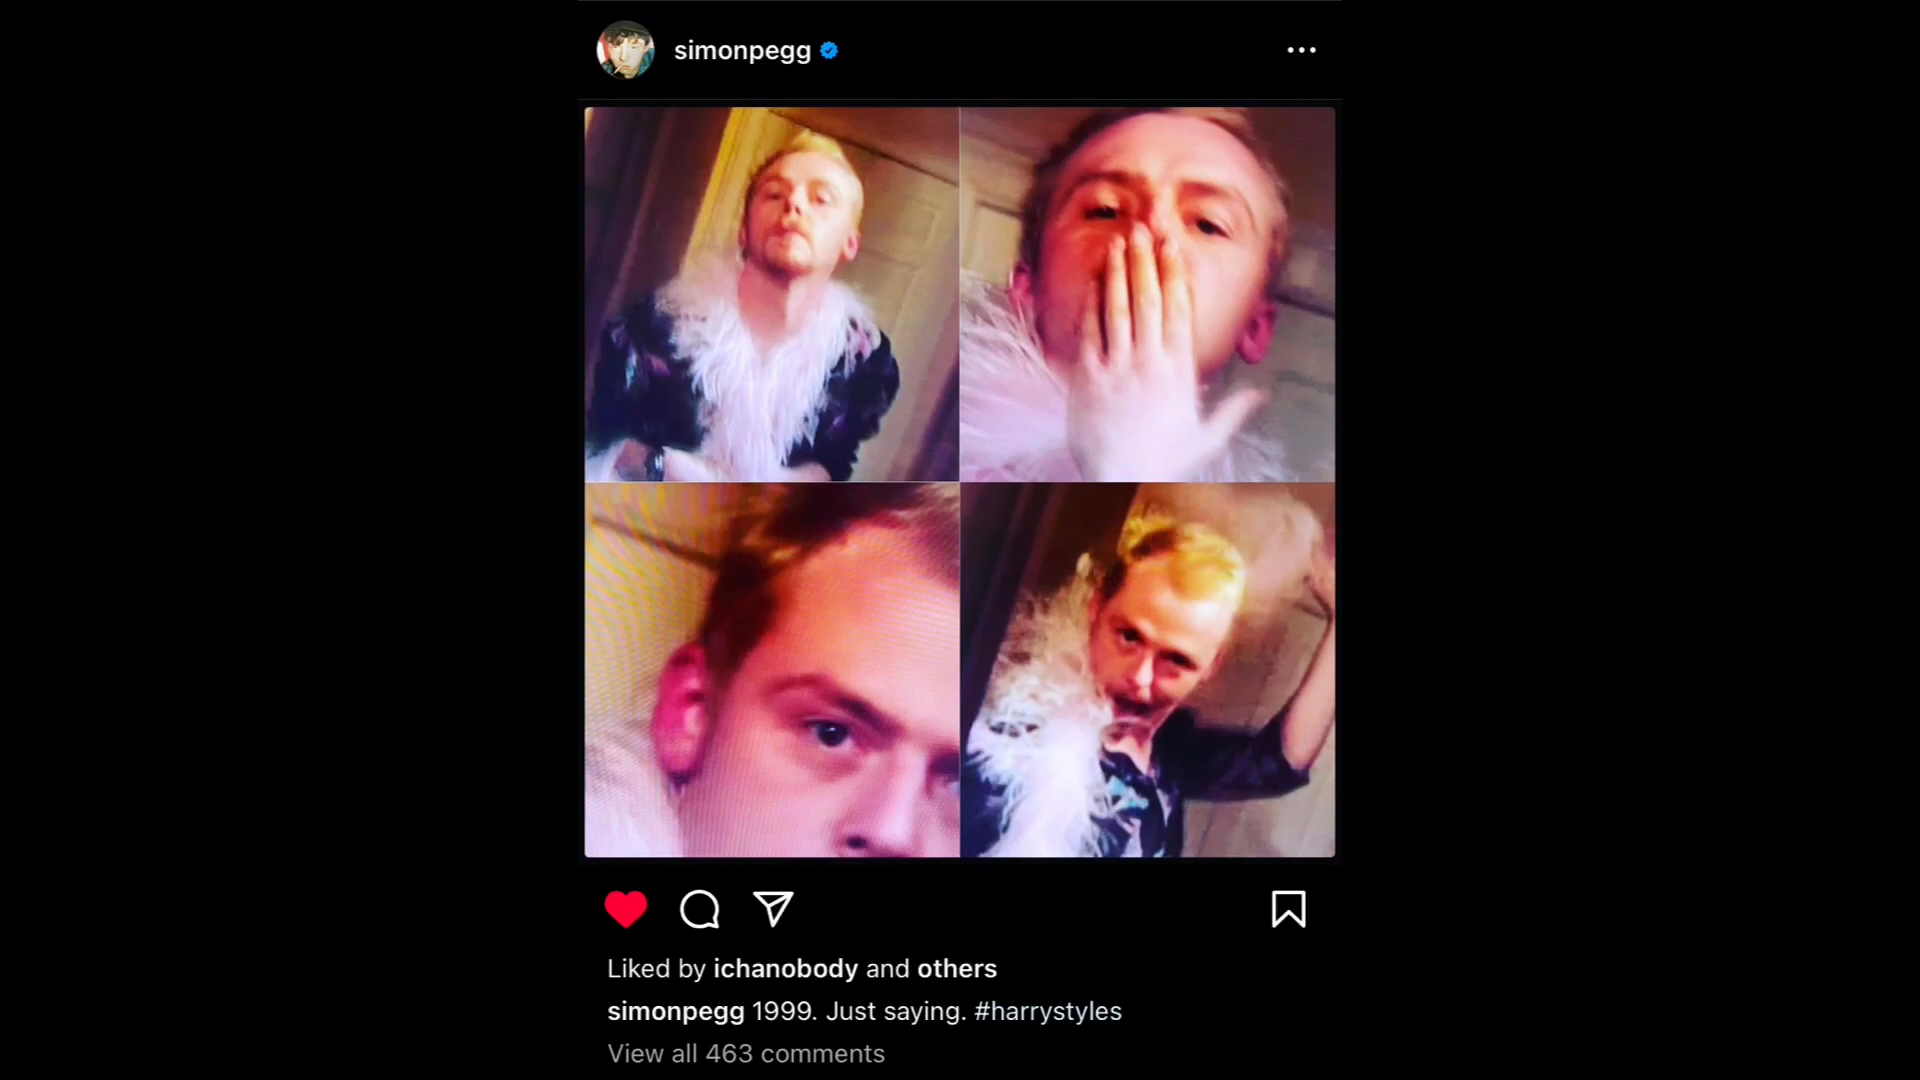 simonpegg
Liked by ichanobody and others
simonpegg 1999. Just saying. #harrystyles
View all 463 comments